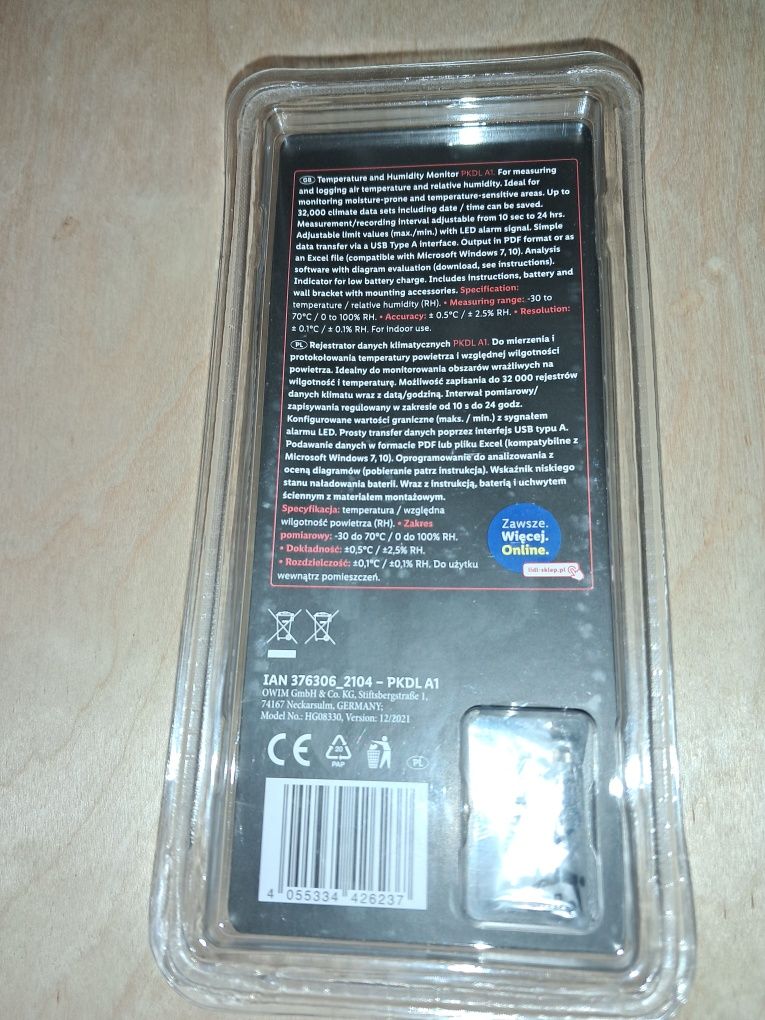 GB Temperature and Humidity Monitor PKDL A1. For measuring
and logging air temperature and relative humidity. Ideal for
monitoring moisture-prone and temperature-sensitive areas. Up to
32,000 climate data sets including date / time can be saved.
Measurement/recording interval adjustable from 10 sec to 24 hrs.
Adjustable limit values (max./min.) with LED alarm signal. Simple
data transfer via a USB Type A interface. Output in PDF format or as
an Excel file (compatible with Microsoft Windows 7, 10). Analysis
software with diagram evaluation (download, see instructions).
Indicator for low battery charge. Includes instructions, battery and
wall bracket with mounting accessories. Specification:
temperature / relative humidity (RH). • Measuring range: -30 to
70°C / 0 to 100% RH. • Accuracy: ± 0.5°C / ± 2.5% RH. • Resolution:
± 0.1°C / ± 0.1% RH. For indoor use.
PL Rejestrator danych klimatycznych PKDL A1. Do mierzenia i
protokołowania temperatury powietrza i względnej wilgotności
powietrza. Idealny do monitorowania obszarów wrażliwych na
wilgotność i temperaturę. Możliwość zapisania do 32 000 rejestrów
danych klimatu wraz z datą/godziną. Interwał pomiarowy/
zapisywania regulowany w zakresie od 10 s do 24 godz.
Konfigurowane wartości graniczne (maks. / min.) z sygnałem
alarmu LED. Prosty transfer danych poprzez interfejs USB typu A.
Podawanie danych w formacie PDF lub pliku Excel (kompatybilne z
Microsoft Windows 7, 10). Oprogramowanie do analizowania z
oceną diagramów (pobieranie patrz instrukcja). Wskaźnik niskiego
stanu naładowania baterii. Wraz z instrukcją, baterią i uchwytem
ściennym z materiałem montażowym.
Specyfikacja: temperatura / względna
wilgotność powietrza (RH). • Zakres
pomiarowy: -30 do 70°C / 0 do 100% RH.
• Dokładność: ±0,5°C / ±2,5% RH.
• Rozdzielczość: ±0,1°C / ±0,1% RH. Do użytku
wewnątrz pomieszczeń.
Zawsze.
Więcej.
Online.
lidl-sklep.pl
IAN 376306_2104 – PKDL A1
OWIM GmbH & Co. KG, Stiftsbergstraße 1,
74167 Neckarsulm, GERMANY;
Model No.: HG08330, Version: 12/2021
CE
20
PAP
PL
4 055334 426237